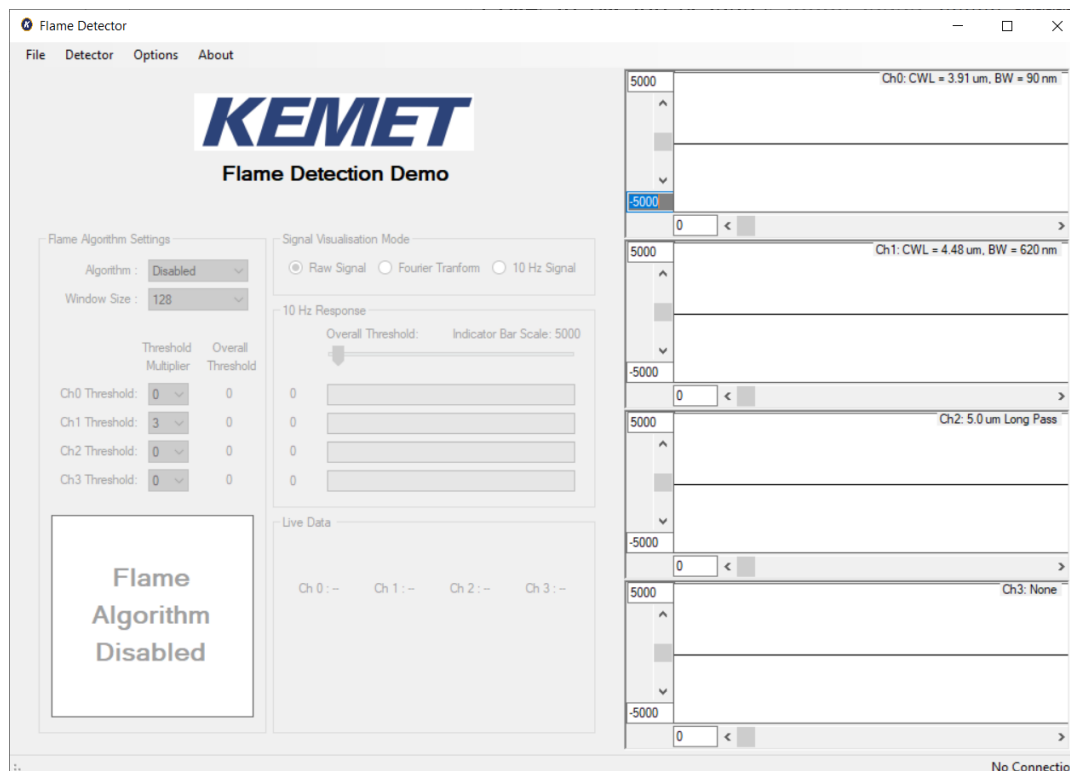 Flame Detector
File Detector Options About
KEMET
Flame Detection Demo
Flame Algorithm Settings
Algorithm : Disabled
Window Size : 128
Threshold Multiplier Overall Threshold
Ch0 Threshold: 0 0
Ch1 Threshold: 3 0
Ch2 Threshold: 0 0
Ch3 Threshold: 0 0
Flame
Algorithm
Disabled
Signal Visualisation Mode
Raw Signal Fourier Tranform 10 Hz Signal
10 Hz Response
Overall Threshold: Indicator Bar Scale: 5000
0
0
0
0
Live Data
Ch 0 : -- Ch 1 : -- Ch 2 : -- Ch 3 : --
5000 Ch0: CWL = 3.91 um, BW = 90 nm
-5000
0
5000 Ch1: CWL = 4.48 um, BW = 620 nm
-5000
0
5000 Ch2: 5.0 um Long Pass
-5000
0
5000 Ch3: None
-5000
0
No Connectio